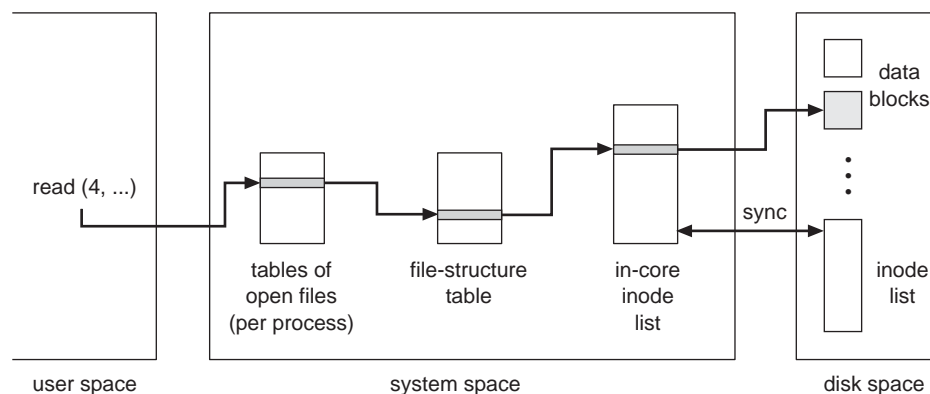 data
blocks
read (4, ...)
sync
tables of
open files
(per process)
file-structure
table
in-core
inode
list
inode
list
user space
system space
disk space